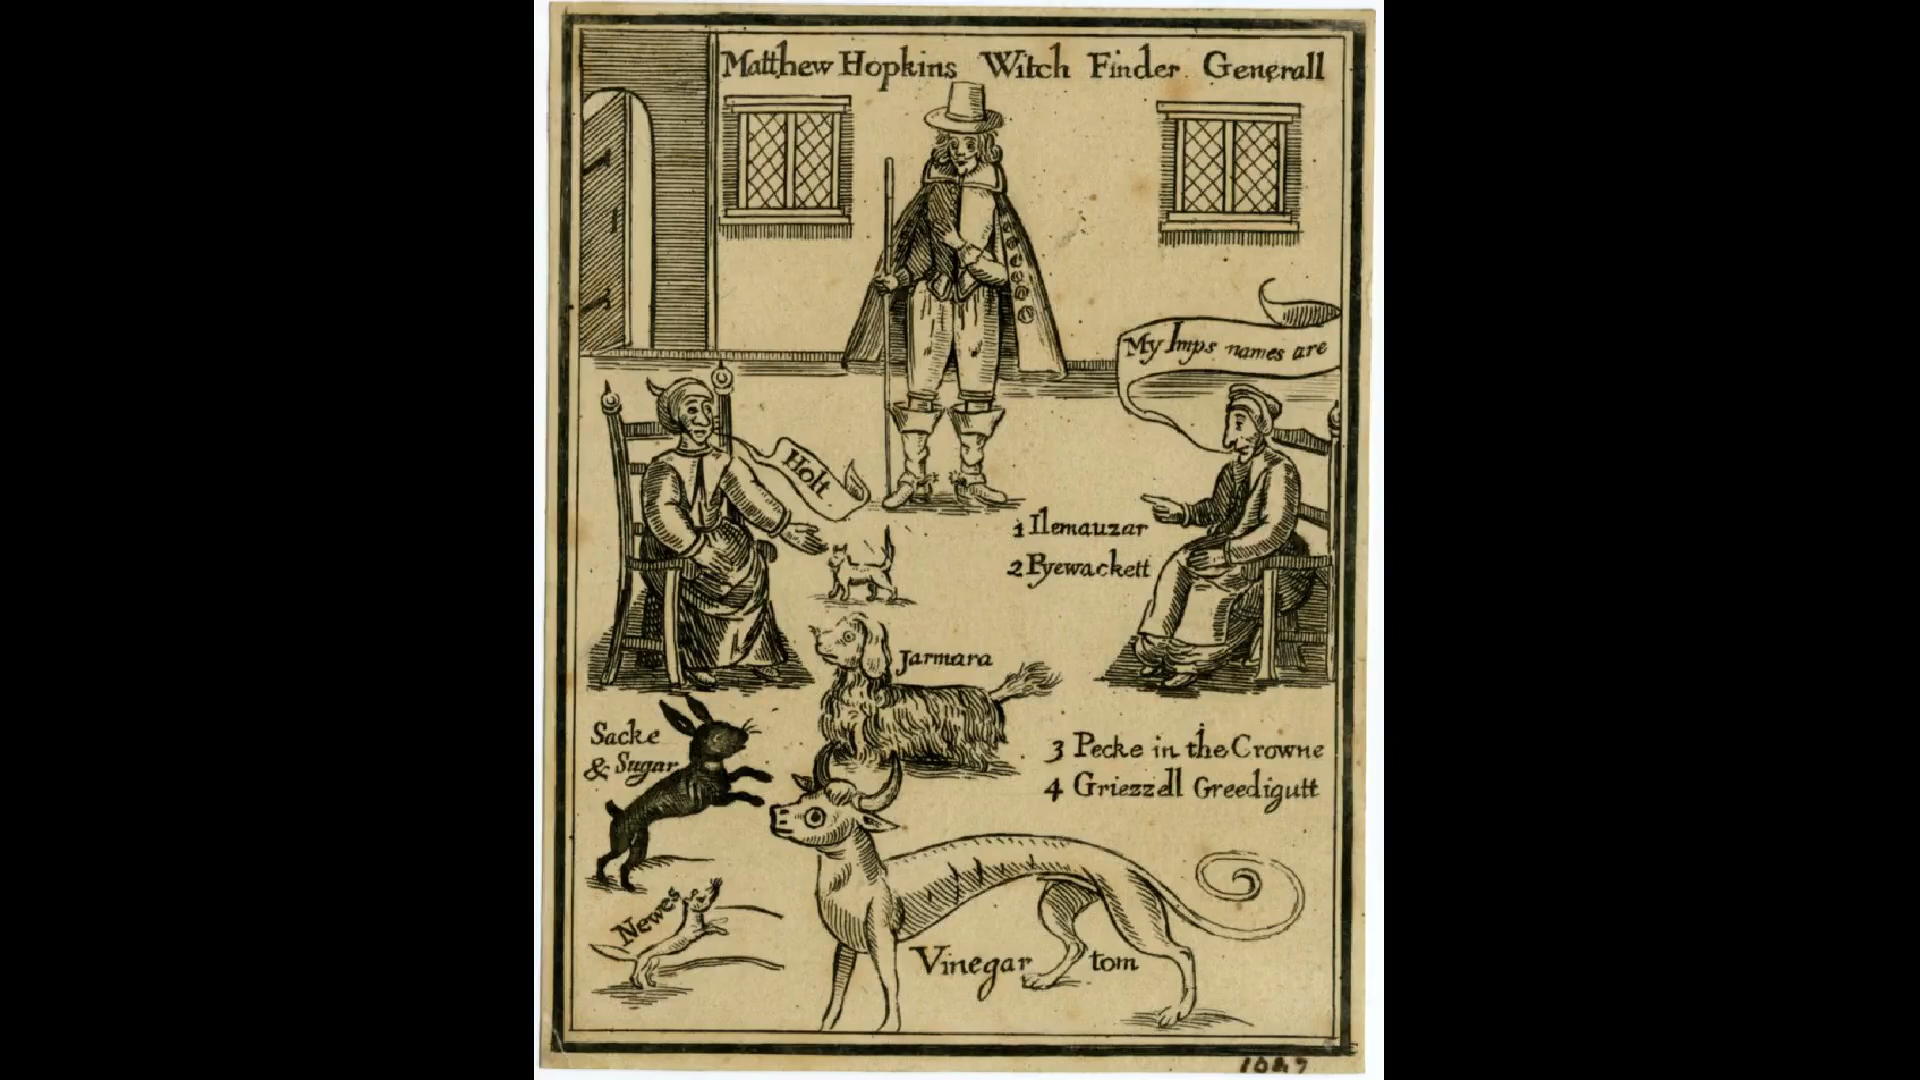 Matthew Hopkins Witch Finder Generall
My Imps names are
Holt
1 Ilemauzar
2 Pyewackett
Jarmara
Sacke
& Sugar
3 Pecke in the Crowne
4 Griezzell Greedigutt
Newes
Vinegar tom